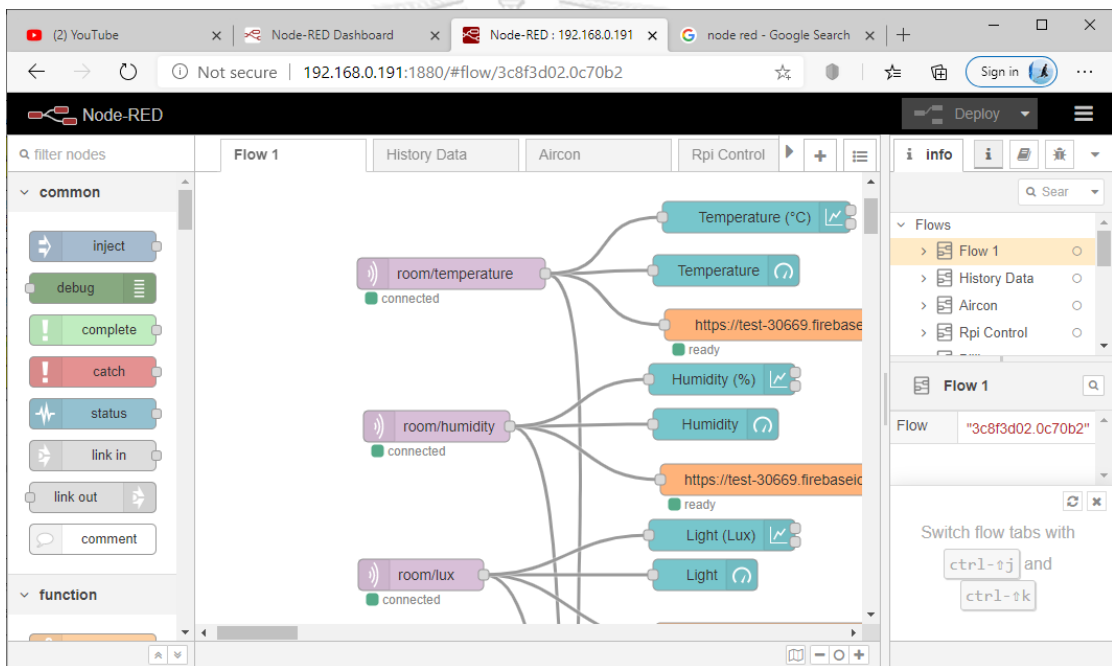 (2) YouTube
Node-RED Dashboard
Node-RED : 192.168.0.191
node red - Google Search
Not secure
192.168.0.191:1880/#flow/3c8f3d02.0c70b2
Sign in
Node-RED
Deploy
filter nodes
Flow 1
History Data
Aircon
Rpi Control
info
common
Sear
inject
debug
complete
catch
status
link in
link out
comment
function
room/temperature
connected
Temperature (°C)
Temperature
https://test-30669.firebaseic
ready
room/humidity
connected
Humidity (%)
Humidity
https://test-30669.firebaseic
ready
room/lux
connected
Light (Lux)
Light
Flows
Flow 1
History Data
Aircon
Rpi Control
Flow 1
Flow
"3c8f3d02.0c70b2"
Switch flow tabs with
ctrl-⇧j and
ctrl-⇧k